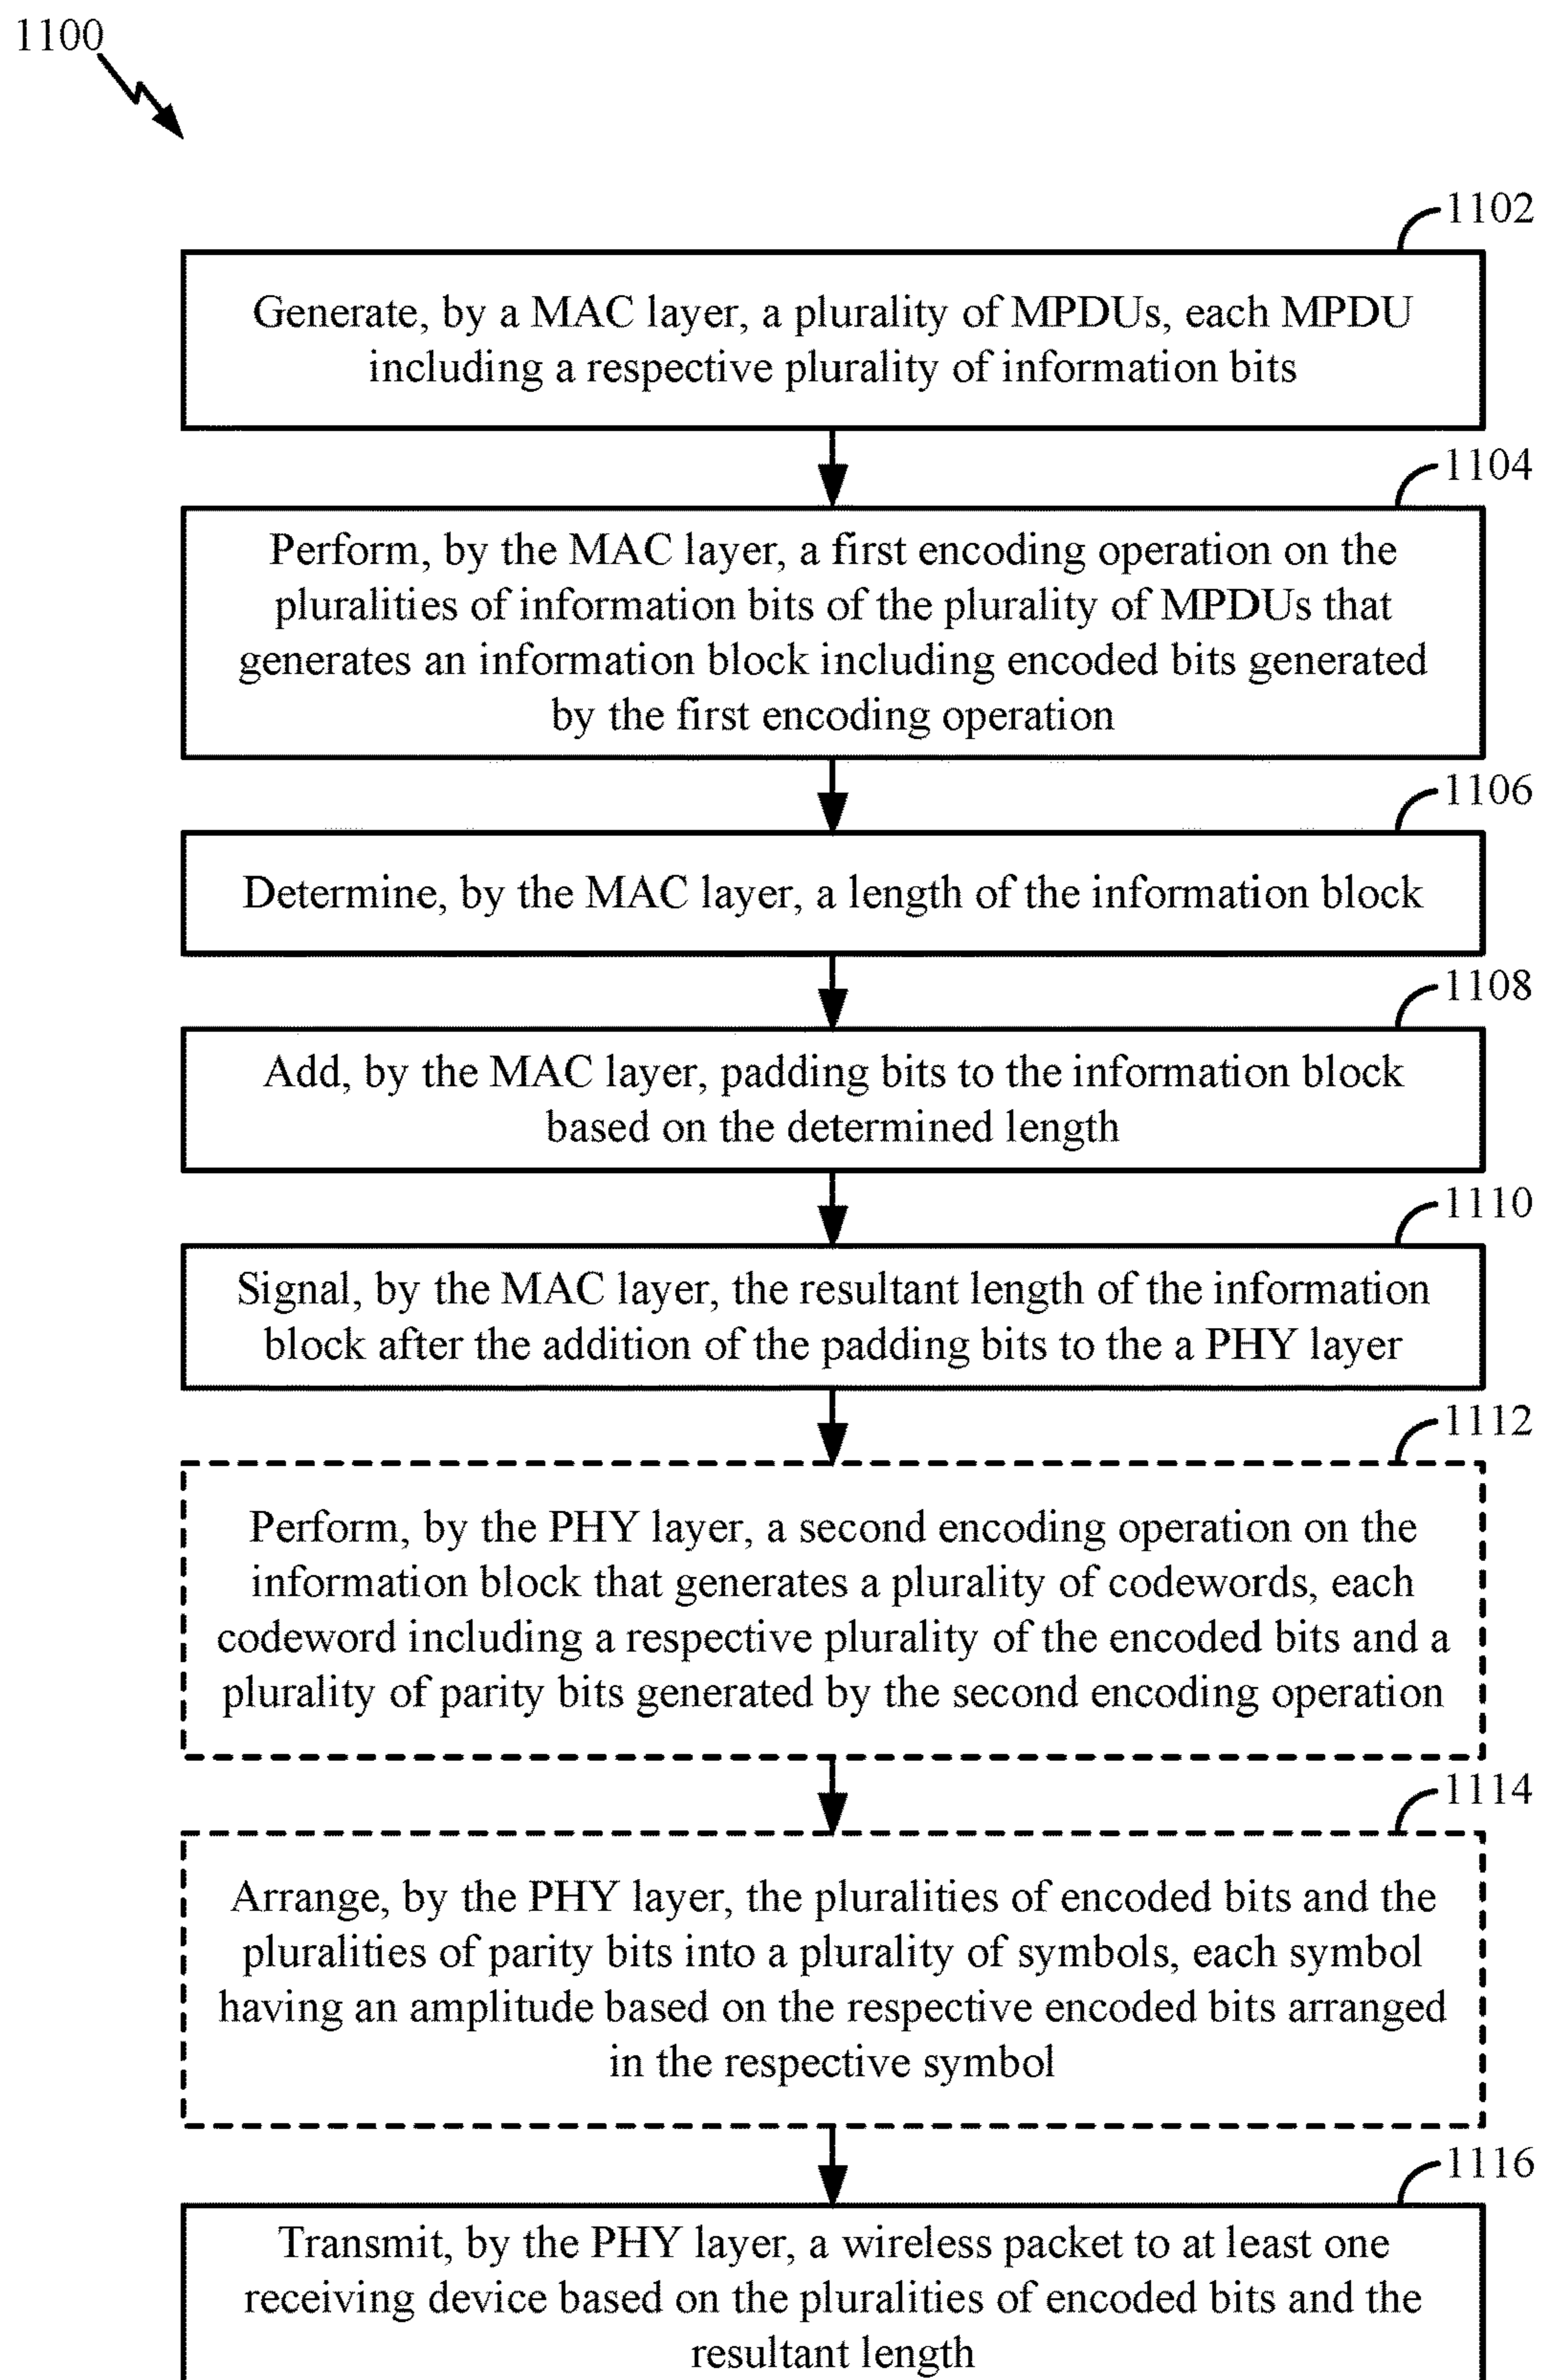 1100
1102
Generate, by a MAC layer, a plurality of MPDUs, each MPDU
including a respective plurality of information bits
1104
Perform, by the MAC layer, a first encoding operation on the
pluralities of information bits of the plurality of MPDUs that
generates an information block including encoded bits generated
by the first encoding operation
1106
Determine, by the MAC layer, a length of the information block
1108
Add, by the MAC layer, padding bits to the information block
based on the determined length
1110
Signal, by the MAC layer, the resultant length of the information
block after the addition of the padding bits to the a PHY layer
1112
Perform, by the PHY layer, a second encoding operation on the
information block that generates a plurality of codewords, each
codeword including a respective plurality of the encoded bits and a
plurality of parity bits generated by the second encoding operation
1114
Arrange, by the PHY layer, the pluralities of encoded bits and the
pluralities of parity bits into a plurality of symbols, each symbol
having an amplitude based on the respective encoded bits arranged
in the respective symbol
1116
Transmit, by the PHY layer, a wireless packet to at least one
receiving device based on the pluralities of encoded bits and the
resultant length